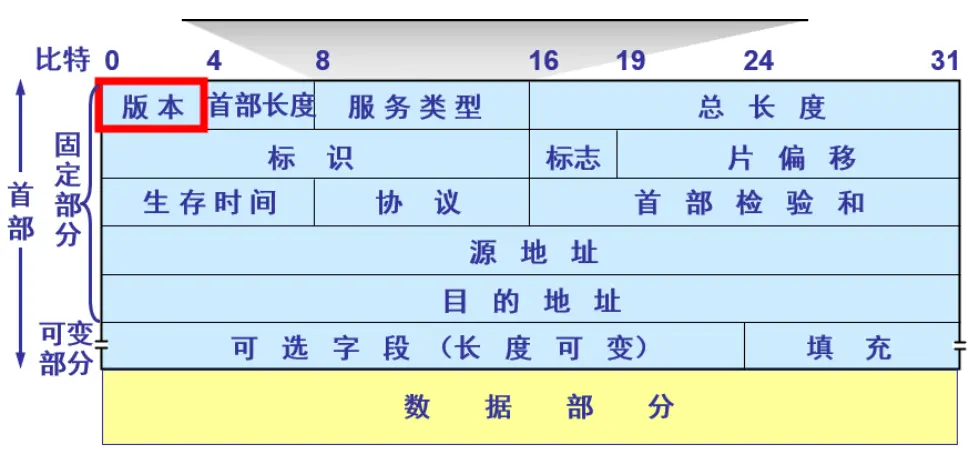 比特 0 4 8 16 19 24 31
版本 首部长度 服务类型 总长度
标识 标志 片偏移
生存时间 协议 首部检验和
源地址
目的地址
可选字段（长度可变） 填充
数据部分
首部
固定部分
可变部分